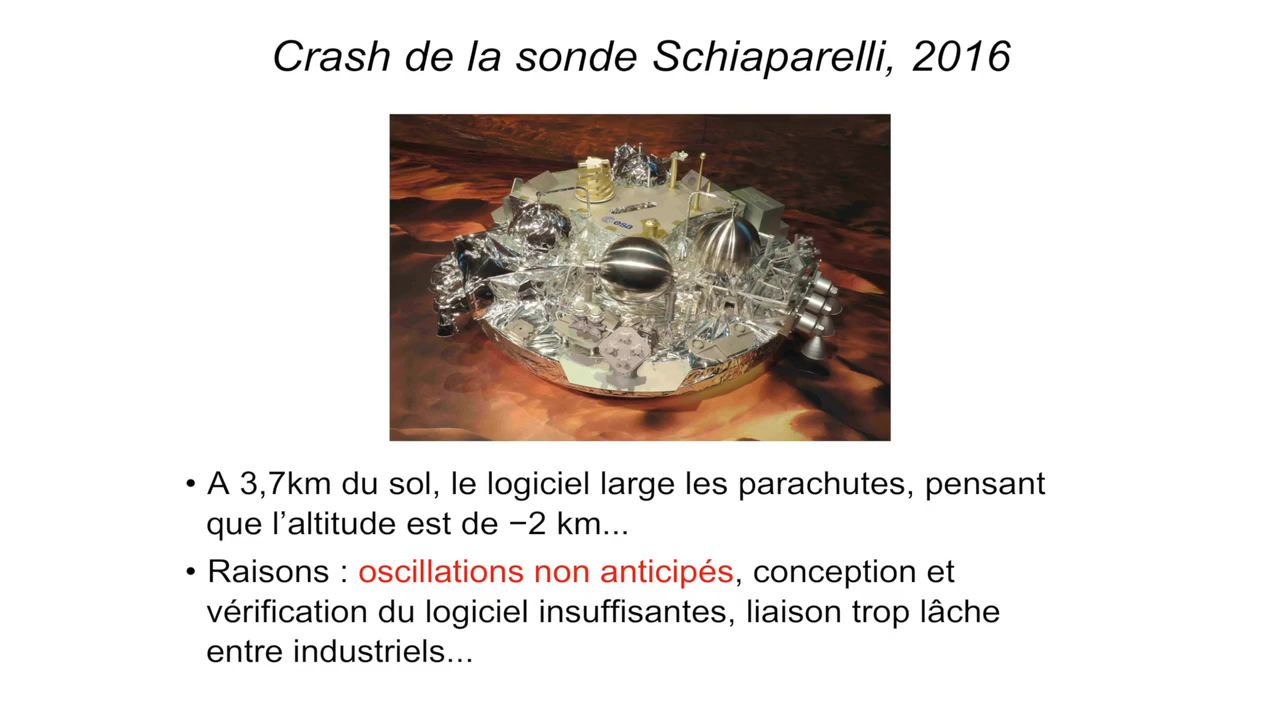 Crash de la sonde Schiaparelli, 2016
esa
• A 3,7km du sol, le logiciel large les parachutes, pensant
que l’altitude est de −2 km...
• Raisons : oscillations non anticipés, conception et
vérification du logiciel insuffisantes, liaison trop lâche
entre industriels...